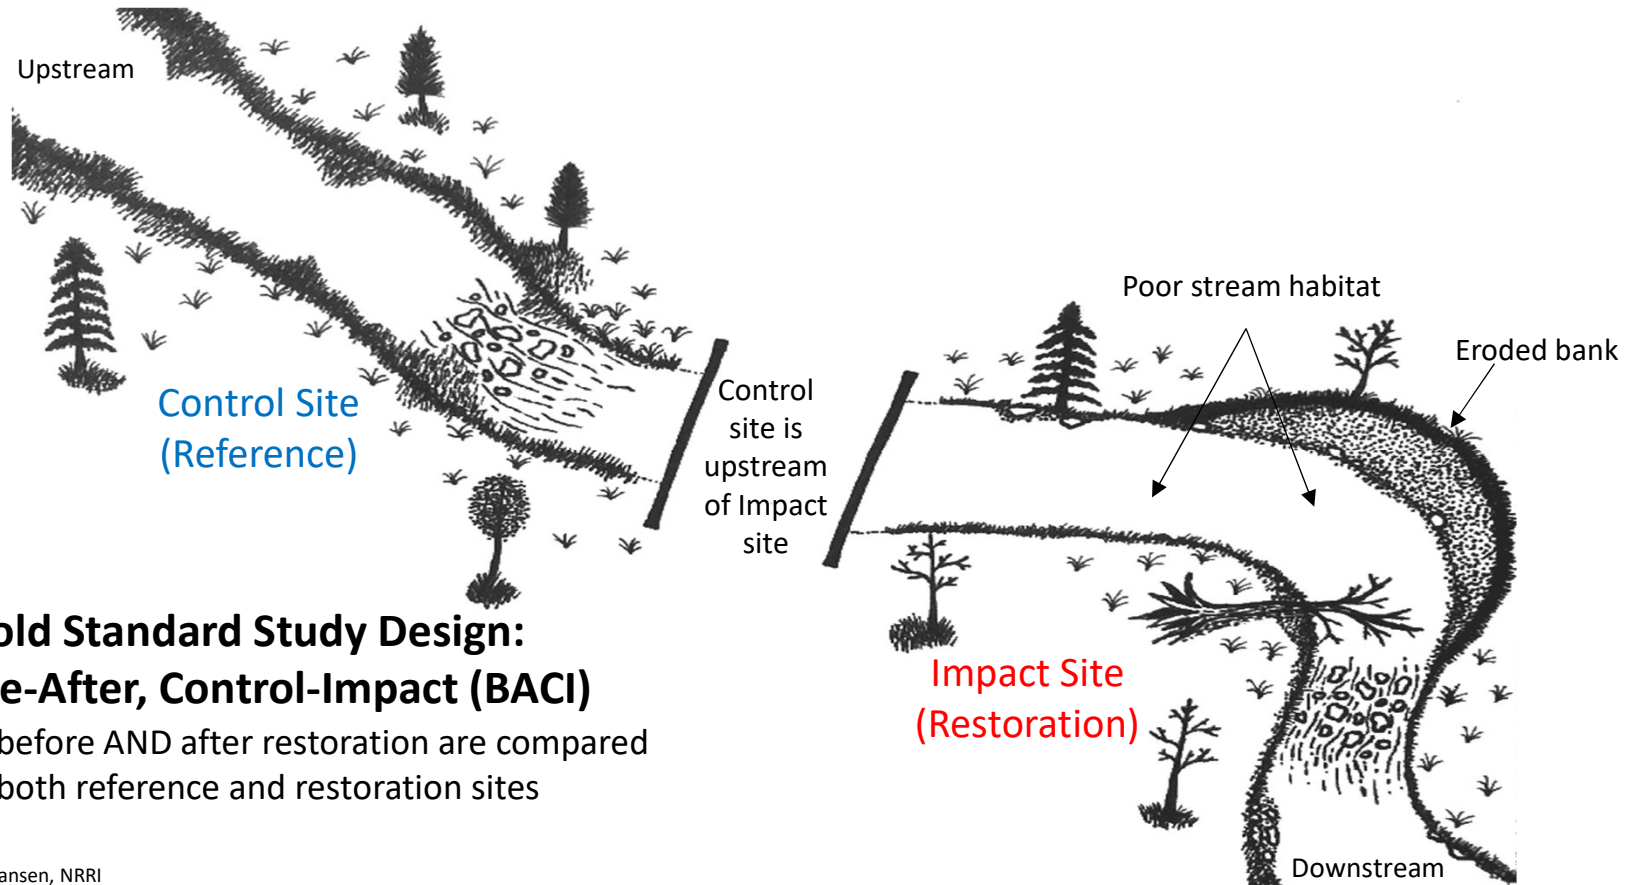 Upstream
Poor stream habitat
Eroded bank
Control
site is
upstream
of Impact
site
Control Site
(Reference)
old Standard Study Design:
e-After, Control-Impact (BACI)
before AND after restoration are compared
both reference and restoration sites
Impact Site
(Restoration)
Downstream
ansen, NRRI